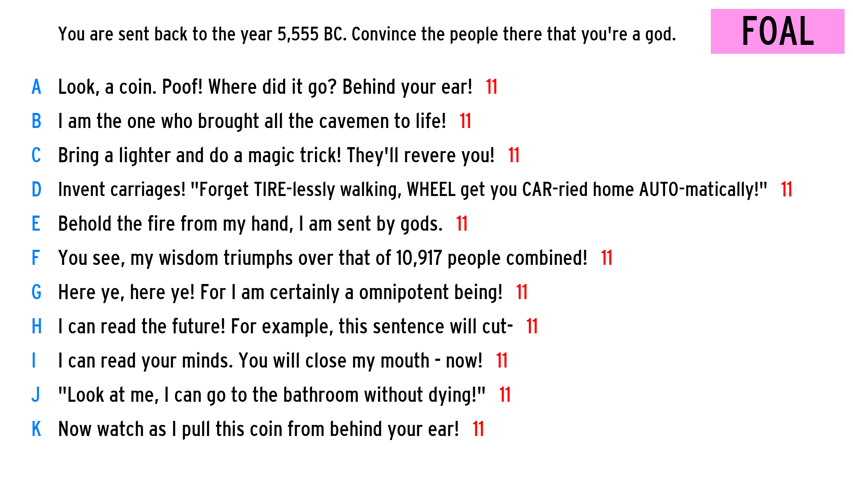 You are sent back to the year 5,555 BC. Convince the people there that you're a god.
FOAL
A Look, a coin. Poof! Where did it go? Behind your ear! 11
B I am the one who brought all the cavemen to life! 11
C Bring a lighter and do a magic trick! They'll revere you! 11
D Invent carriages! "Forget TIRE-lessly walking, WHEEL get you CAR-ried home AUTO-matically!" 11
E Behold the fire from my hand, I am sent by gods. 11
F You see, my wisdom triumphs over that of 10,917 people combined! 11
G Here ye, here ye! For I am certainly a omnipotent being! 11
H I can read the future! For example, this sentence will cut- 11
I I can read your minds. You will close my mouth - now! 11
J "Look at me, I can go to the bathroom without dying!" 11
K Now watch as I pull this coin from behind your ear! 11